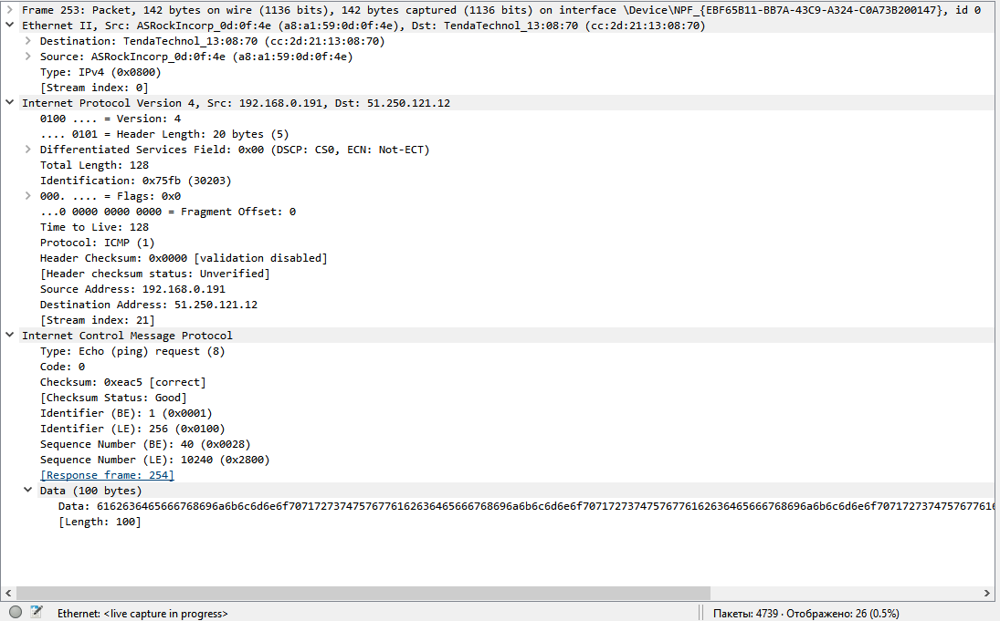 Frame 253: Packet, 142 bytes on wire (1136 bits), 142 bytes captured (1136 bits) on interface \Device\NPF_{EBF65B11-BB7A-43C9-A324-C0A73B200147}, id 0
Ethernet II, Src: ASRockIncorp_0d:0f:4e (a8:a1:59:0d:0f:4e), Dst: TendaTechnol_13:08:70 (cc:2d:21:13:08:70)
Destination: TendaTechnol_13:08:70 (cc:2d:21:13:08:70)
Source: ASRockIncorp_0d:0f:4e (a8:a1:59:0d:0f:4e)
Type: IPv4 (0x0800)
[Stream index: 0]
Internet Protocol Version 4, Src: 192.168.0.191, Dst: 51.250.121.12
0100 .... = Version: 4
.... 0101 = Header Length: 20 bytes (5)
Differentiated Services Field: 0x00 (DSCP: CS0, ECN: Not-ECT)
Total Length: 128
Identification: 0x75fb (30203)
000. .... = Flags: 0x0
...0 0000 0000 0000 = Fragment Offset: 0
Time to Live: 128
Protocol: ICMP (1)
Header Checksum: 0x0000 [validation disabled]
[Header checksum status: Unverified]
Source Address: 192.168.0.191
Destination Address: 51.250.121.12
[Stream index: 21]
Internet Control Message Protocol
Type: Echo (ping) request (8)
Code: 0
Checksum: 0xeac5 [correct]
[Checksum Status: Good]
Identifier (BE): 1 (0x0001)
Identifier (LE): 256 (0x0100)
Sequence Number (BE): 40 (0x0028)
Sequence Number (LE): 10240 (0x2800)
[Response frame: 254]
Data (100 bytes)
Data: 6162636465666768696a6b6c6d6e6f7071727374757677616263646566676869​6a6b6c6d6e6f70717273747576776162636465666768696a6b6c6d6e6f707172737475767761​6
[Length: 100]
Ethernet: <live capture in progress>
Пакеты: 4739 · Отображено: 26 (0.5%)